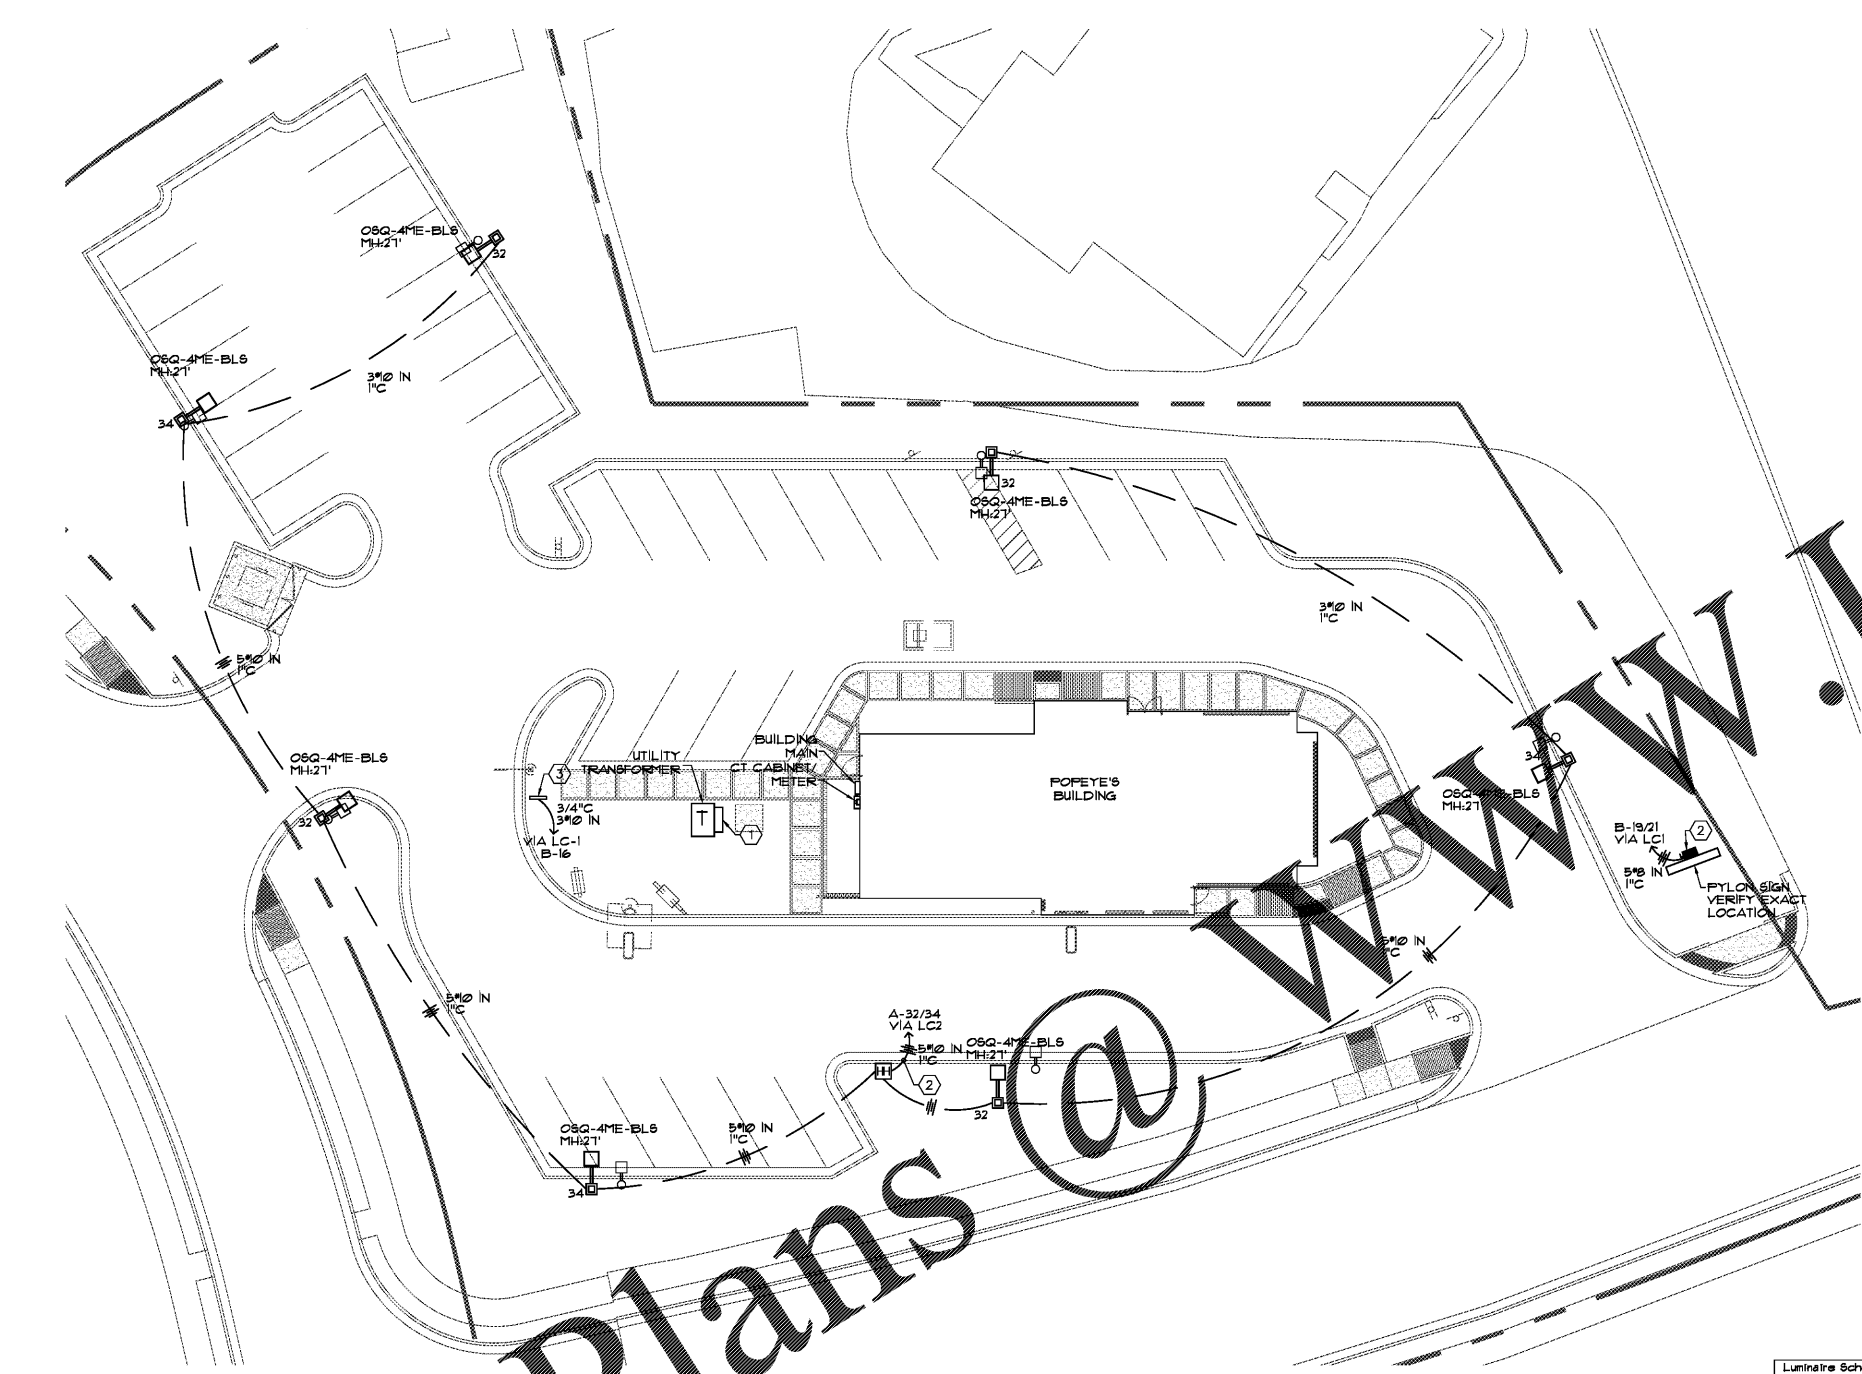 OSQ-4ME-BLS
MH:27'
32
OSQ-4ME-BLS
MH:27'
34
3#10 IN
1"C
32
OSQ-4ME-BLS
MH:27'
3#10 IN
1"C
5#10 IN
1"C
OSQ-4ME-BLS
MH:27'
32
UTILITY
TRANSFORMER
BUILDING
MAIN
CT CABINET/
METER
3
3/4"C
3#10 IN
VIA LC-1
B-16
T
1
POPEYE'S
BUILDING
34
OSQ-4ME-BLS
MH:27'
B-19/21
VIA LC1
2
5#8 IN
1"C
PYLON SIGN
VERIFY EXACT
LOCATION
5#10 IN
1"C
5#10 IN
1"C
A-32/34
VIA LC2
5#10 IN
1"C
OSQ-4ME-BLS
MH:27'
H
2
32
OSQ-4ME-BLS
MH:27'
34
5#10 IN
1"C
Plans @ WWW.
Luminaire Sch